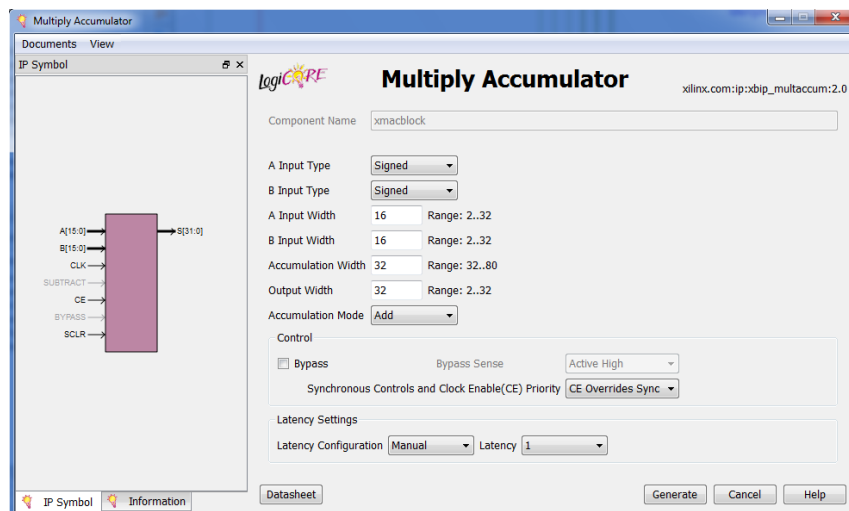 Multiply Accumulator
Documents View
IP Symbol
logiCORE
Multiply Accumulator
xilinx.com:ip:xbip_multaccum:2.0
Component Name xmacblock
A Input Type Signed
B Input Type Signed
A Input Width 16 Range: 2..32
B Input Width 16 Range: 2..32
Accumulation Width 32 Range: 32..80
Output Width 32 Range: 2..32
Accumulation Mode Add
A[15:0]
S[31:0]
B[15:0]
CLK
SUBTRACT
CE
BYPASS
SCLR
Control
Bypass Bypass Sense Active High
Synchronous Controls and Clock Enable(CE) Priority CE Overrides Sync
Latency Settings
Latency Configuration Manual Latency 1
IP Symbol Information
Datasheet Generate Cancel Help